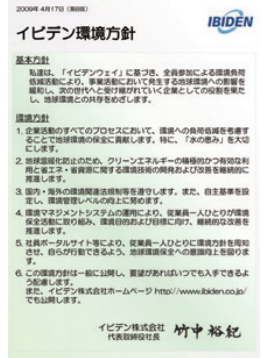 2009年 4月17日(第8版)
IBIDEN
イビデン環境方針
基本方針
私達は、「イビデンウェイ」に基づき、全員参加による環境負荷
低減活動により、事業活動において発生する地球環境への影響を
緩和し、次の世代へと受け継がれていく企業としての役割を果た
し、地球環境との共存をめざします。
環境方針
1. 企業活動のすべてのプロセスにおいて、環境への負荷低減を考慮す
ることで地球環境の保全に貢献します。特に、「水の恵み」を大切
にします。
2. 地球温暖化防止のため、クリーンエネルギーの積極的かつ有効な利
用と省エネ・省資源に関する環境技術の開発および改善を継続的に
推進します。
3. 国内・海外の環境関連法規制等を遵守します。また、自主基準を設
定し、環境管理レベルの向上に努めます。
4. 環境マネジメントシステムの運用により、従業員一人ひとりが環境
保全活動に取り組み、環境目的および目標に向け、継続的な改善を
推進します。
5. 社員ポータルサイト等により、従業員一人ひとりに環境方針を周知
させ、自らが行動できるよう、地球環境保全への意識向上を図りま
す。
6. この環境方針は一般に公開し、要望があればいつでも入手できるよ
う配慮します。
また、イビデン株式会社ホームページ http://www.ibiden.co.jp/
でも公開します。
イビデン株式会社
代表取締役社長 竹中裕紀